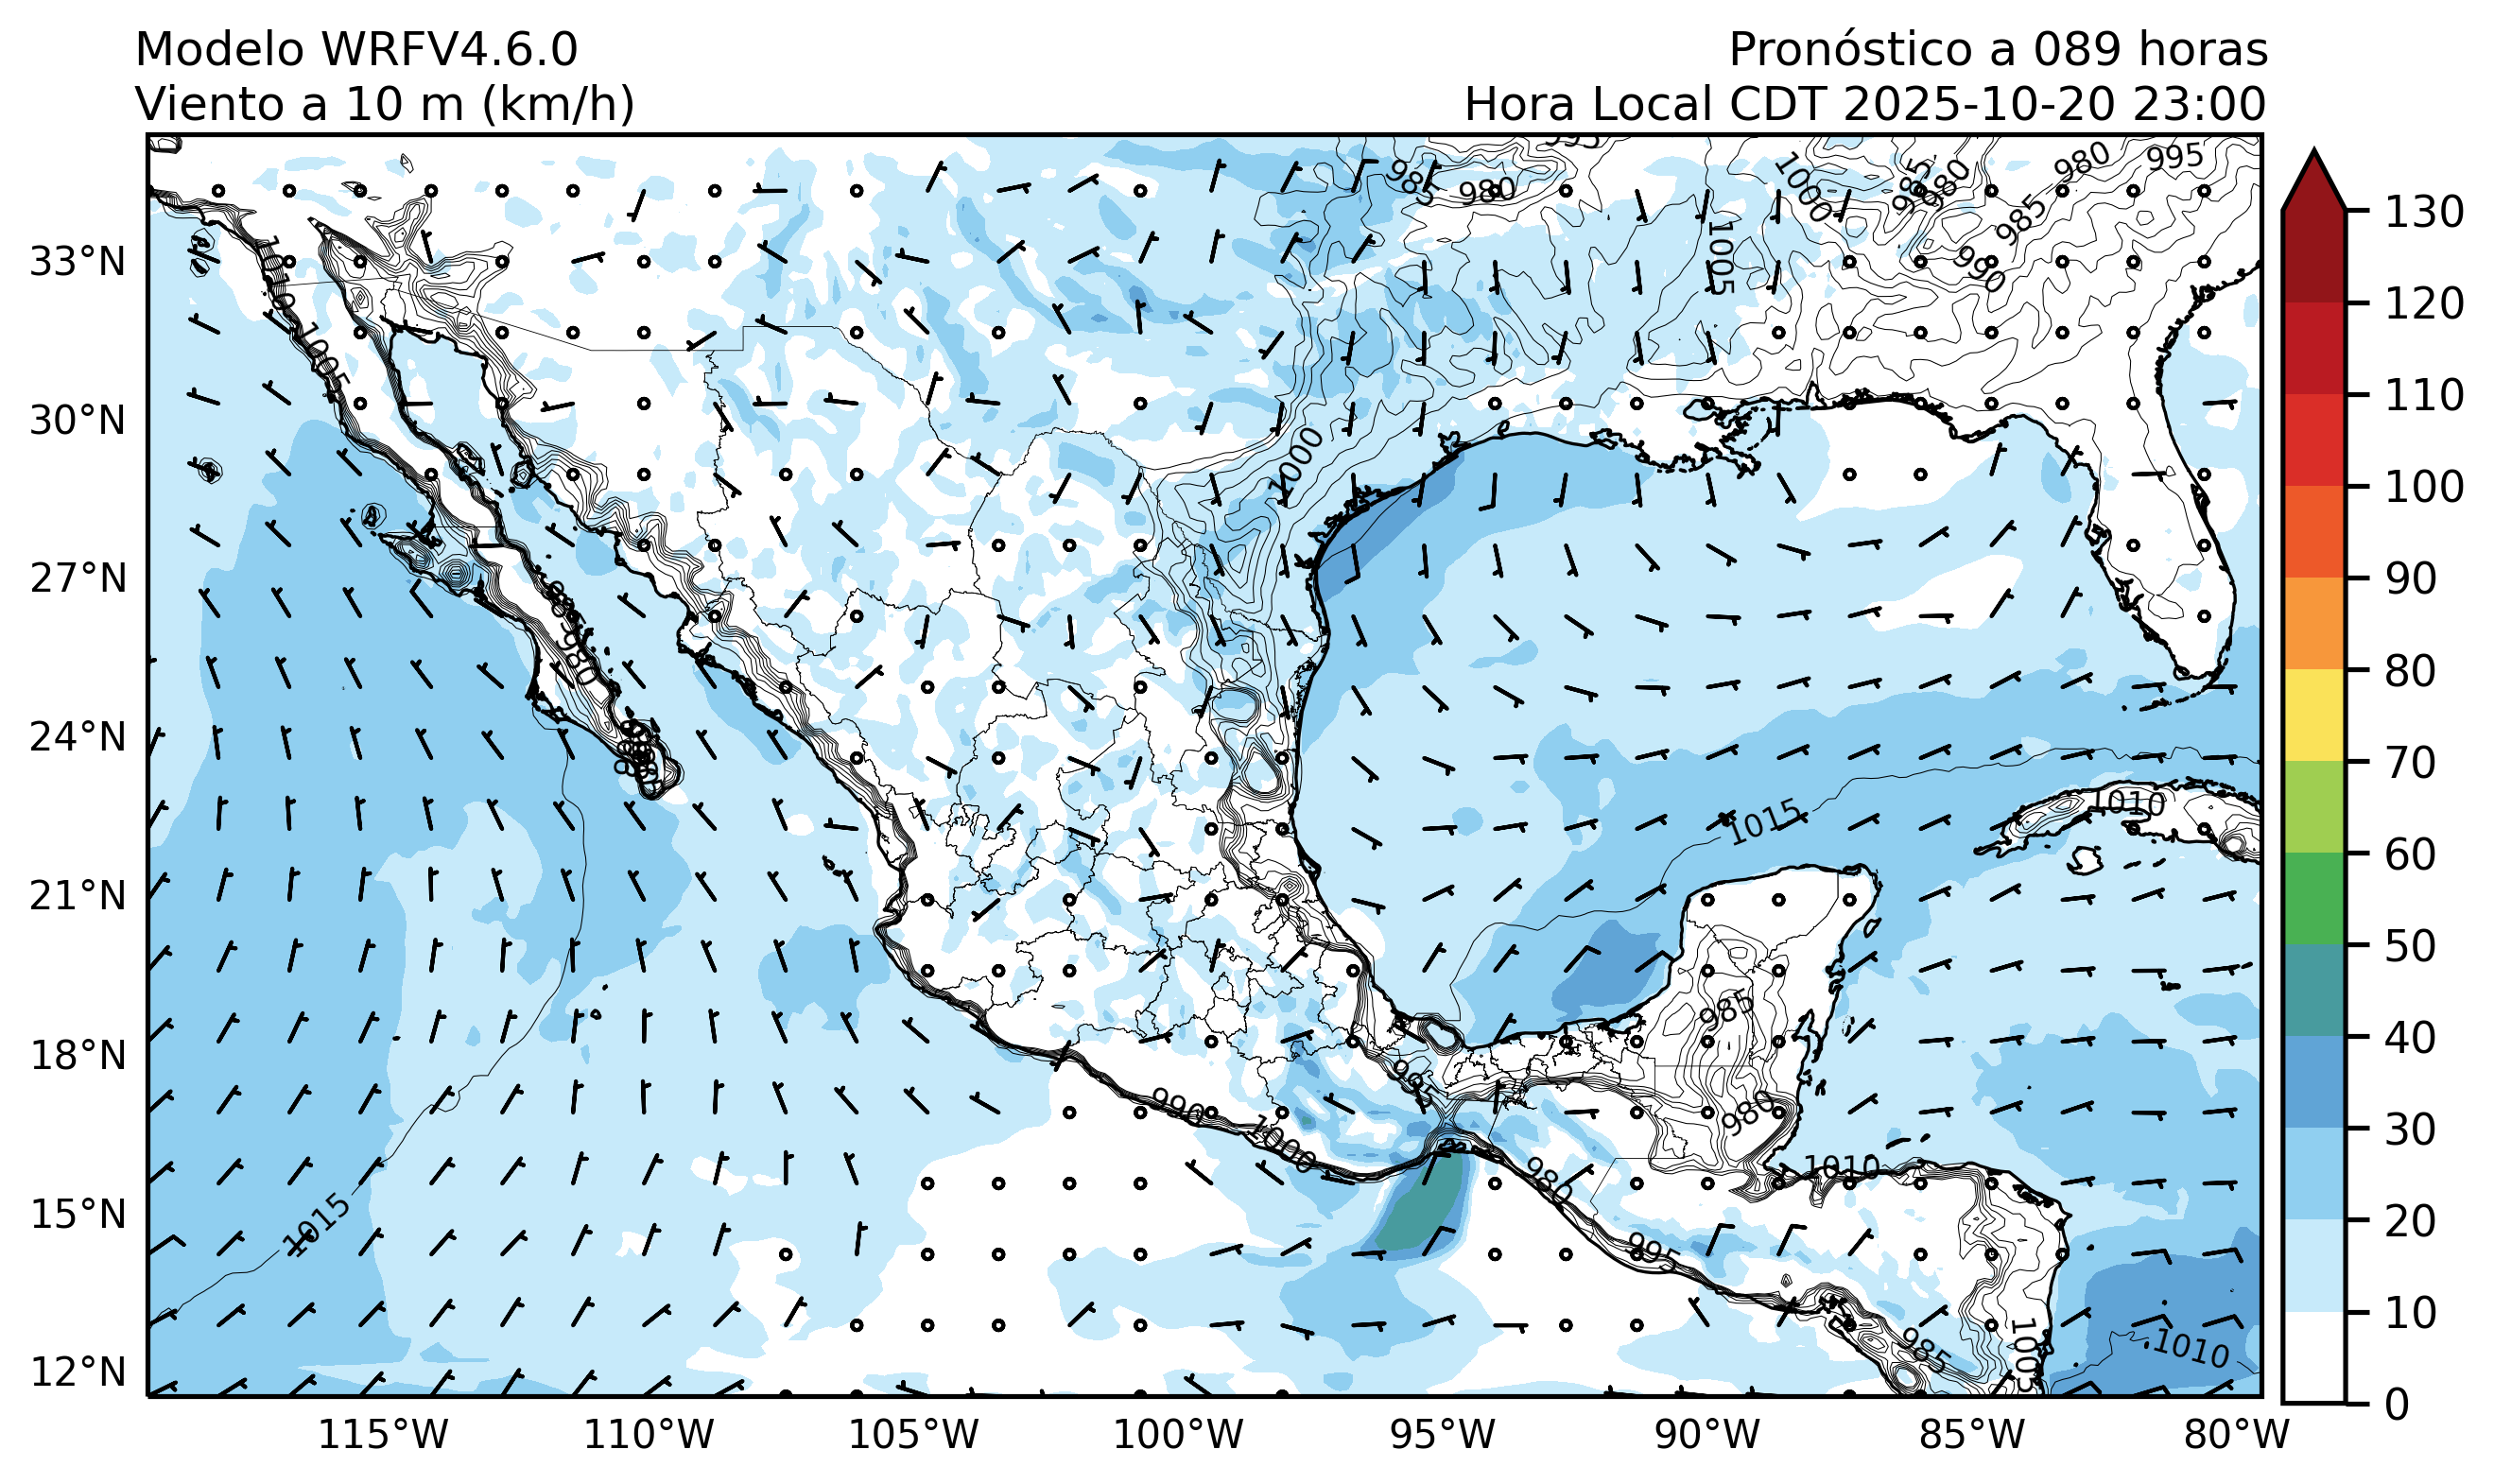 Modelo WRFV4.6.0
Pronóstico a 089 horas
Viento a 10 m (km/h)
Hora Local CDT 2025-10-20 23:00
995
985
980
1000
985
980
980
995
985
990
1005
1010
1005
1000
980
1015
1010
985
980
995
990
1000
980
1010
1015
995
985
1005
1010
33°N
30°N
27°N
24°N
21°N
18°N
15°N
12°N
115°W
110°W
105°W
100°W
95°W
90°W
85°W
80°W
130
120
110
100
90
80
70
60
50
40
30
20
10
0